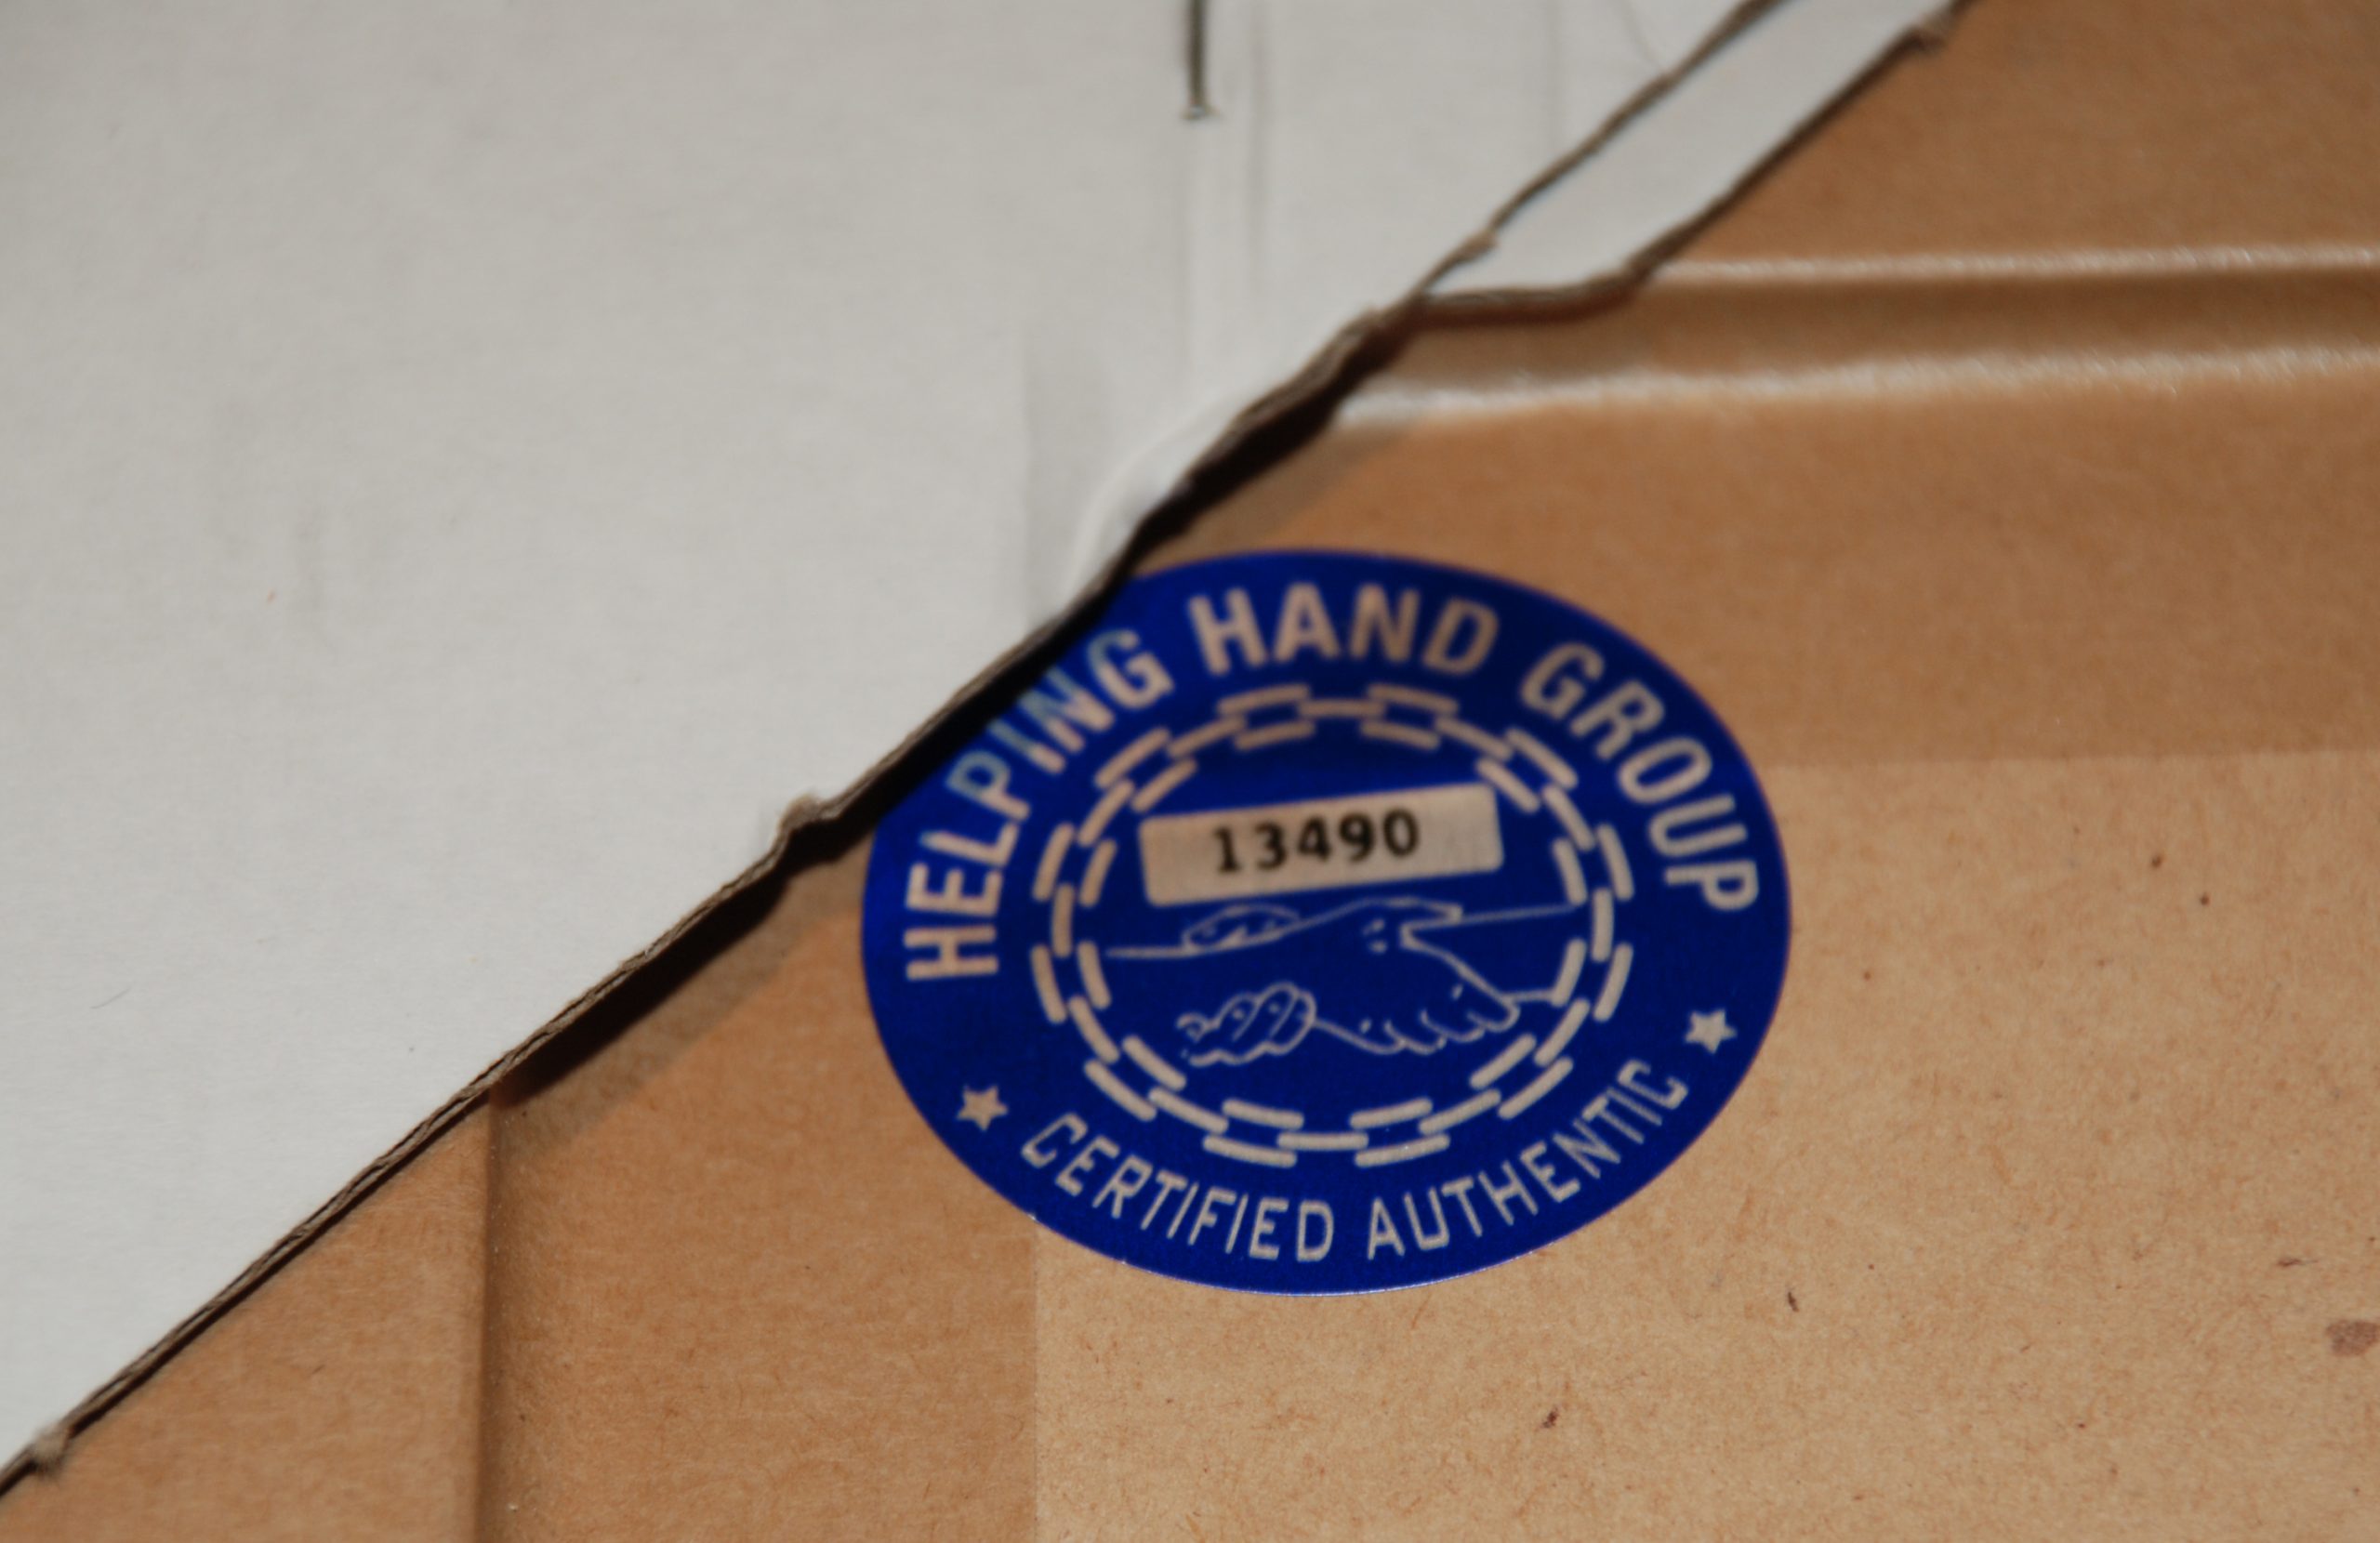 HELPING HAND GROUP
13490
CERTIFIED AUTHENTIC